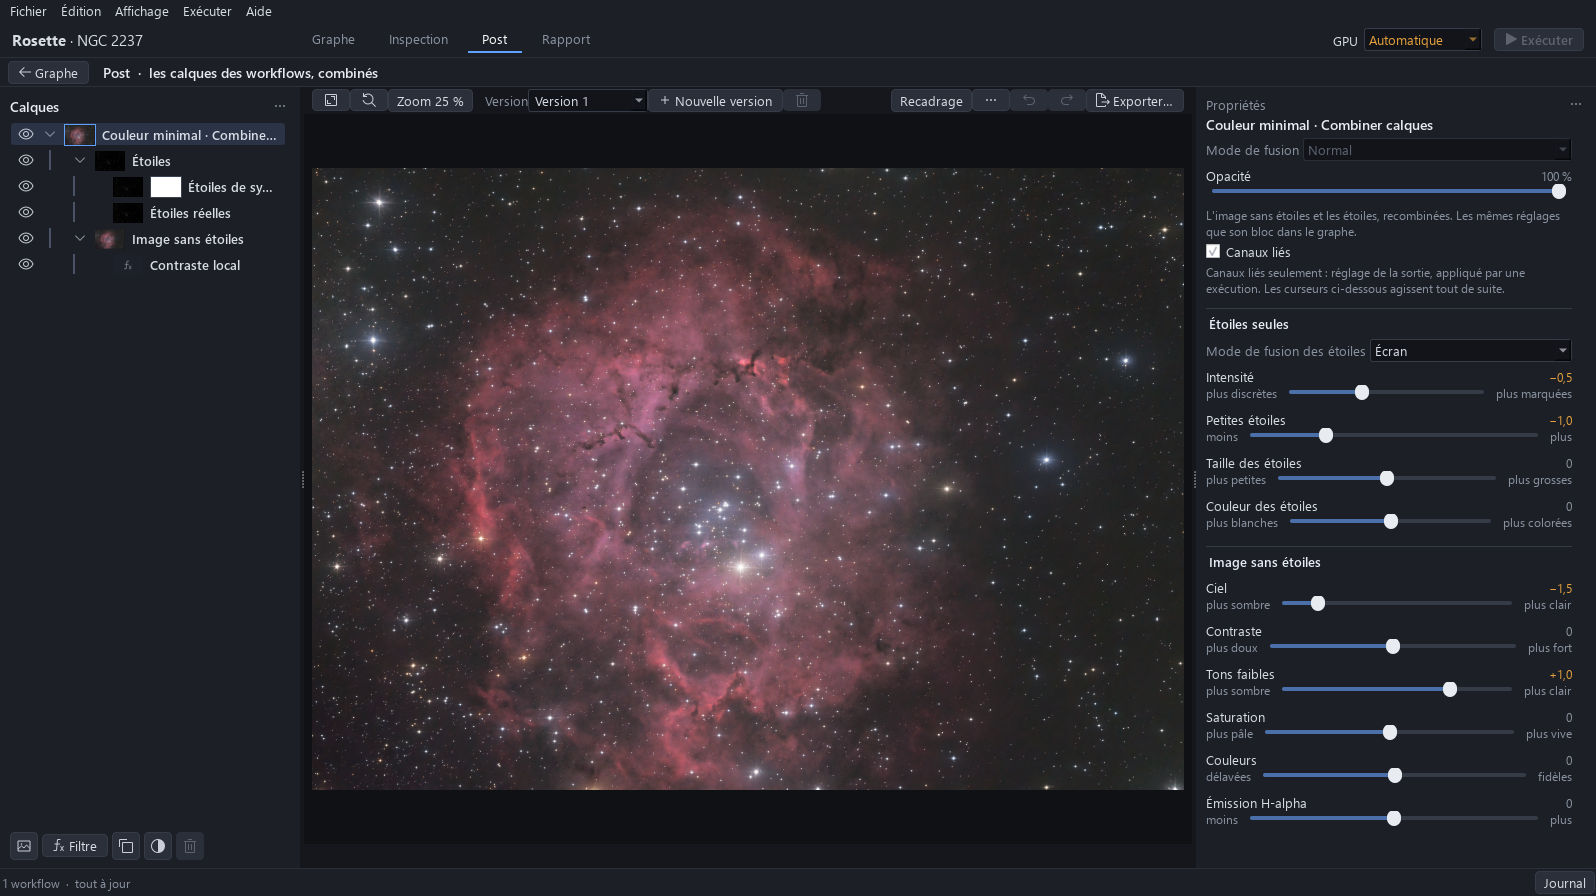 Fichier Édition Affichage Exécuter Aide
Rosette · NGC 2237
Graphe Inspection Post Rapport
GPU Automatique Exécuter
Graphe
Post · les calques des workflows, combinés
Calques
...
Couleur minimal · Combine...
Étoiles
Étoiles de sy...
Étoiles réelles
Image sans étoiles
fx Contraste local
fx Filtre
Zoom 25 % Version Version 1 + Nouvelle version
Recadrage ... Exporter...
Propriétés ...
Couleur minimal · Combiner calques
Mode de fusion Normal
Opacité 100 %
L'image sans étoiles et les étoiles, recombinées. Les mêmes réglages
que son bloc dans le graphe.
Canaux liés
Canaux liés seulement : réglage de la sortie, appliqué par une
exécution. Les curseurs ci-dessous agissent tout de suite.
Étoiles seules
Mode de fusion des étoiles Écran
Intensité −0,5
plus discrètes plus marquées
Petites étoiles −1,0
moins plus
Taille des étoiles 0
plus petites plus grosses
Couleur des étoiles 0
plus blanches plus colorées
Image sans étoiles
Ciel −1,5
plus sombre plus clair
Contraste 0
plus doux plus fort
Tons faibles +1,0
plus sombre plus clair
Saturation 0
plus pâle plus vive
Couleurs 0
délavées fidèles
Émission H-alpha 0
moins plus
1 workflow · tout à jour
Journal